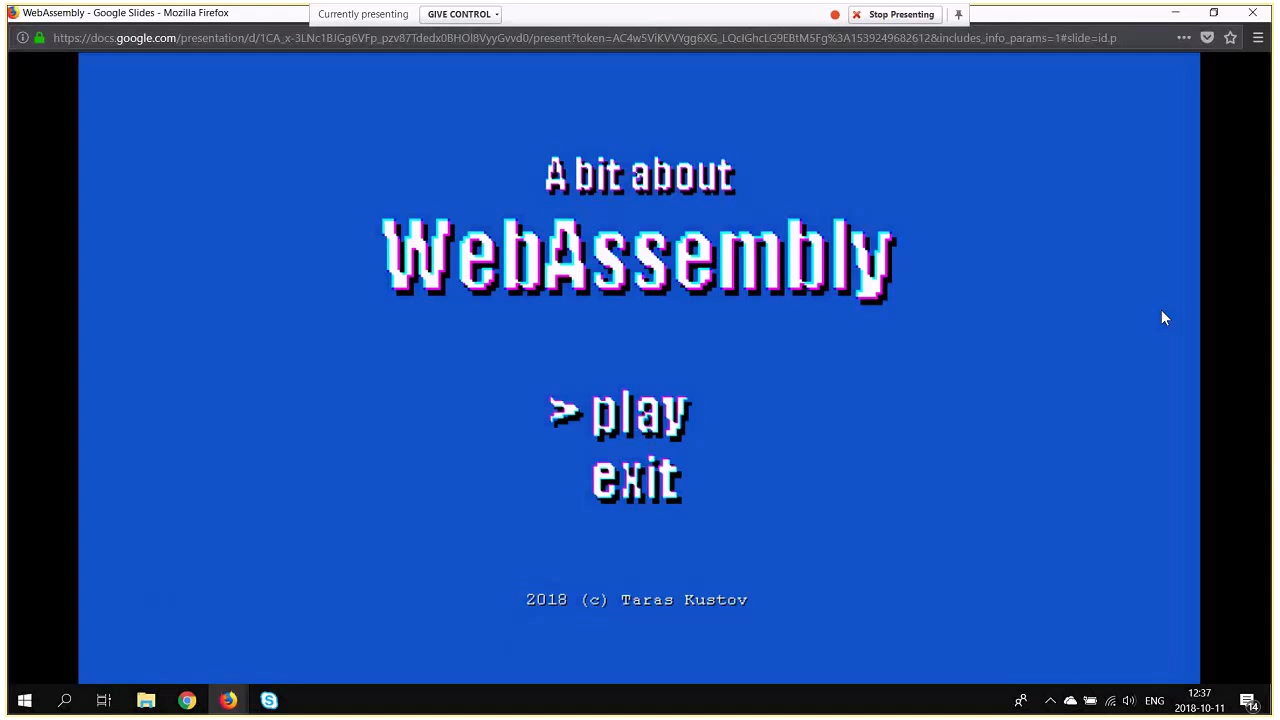 WebAssembly - Google Slides - Mozilla Firefox
Currently presenting
GIVE CONTROL
Stop Presenting
A bit about
WebAssembly
> play
exit
2018 (c) Taras Kustov
ENG
12:37
2018-10-11
14